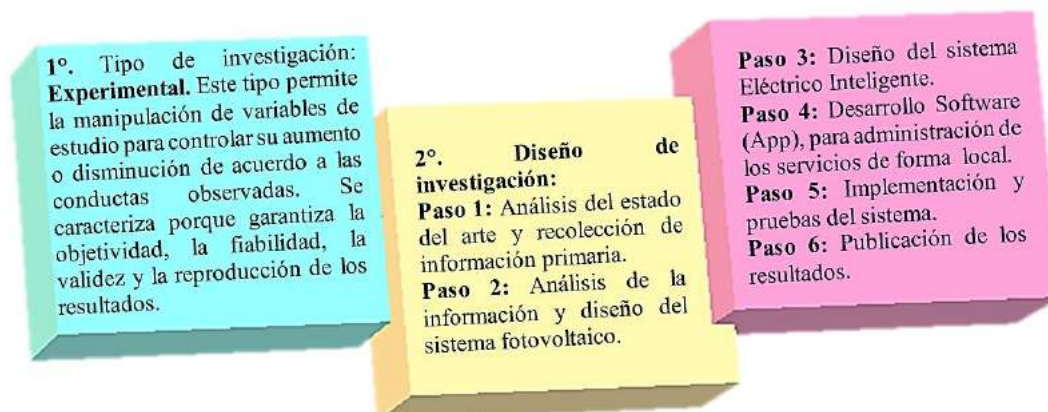 1°. Tipo de investigación:
Experimental. Este tipo permite
la manipulación de variables de
estudio para controlar su aumento
o disminución de acuerdo a las
conductas observadas. Se
caracteriza porque garantiza la
objetividad, la fiabilidad, la
validez y la reproducción de los
resultados.
2°. Diseño de
investigación:
Paso 1: Análisis del estado
del arte y recolección de
información primaria.
Paso 2: Análisis de la
información y diseño del
sistema fotovoltaico.
Paso 3: Diseño del sistema
Eléctrico Inteligente.
Paso 4: Desarrollo Software
(App), para administración de
los servicios de forma local.
Paso 5: Implementación y
pruebas del sistema.
Paso 6: Publicación de los
resultados.